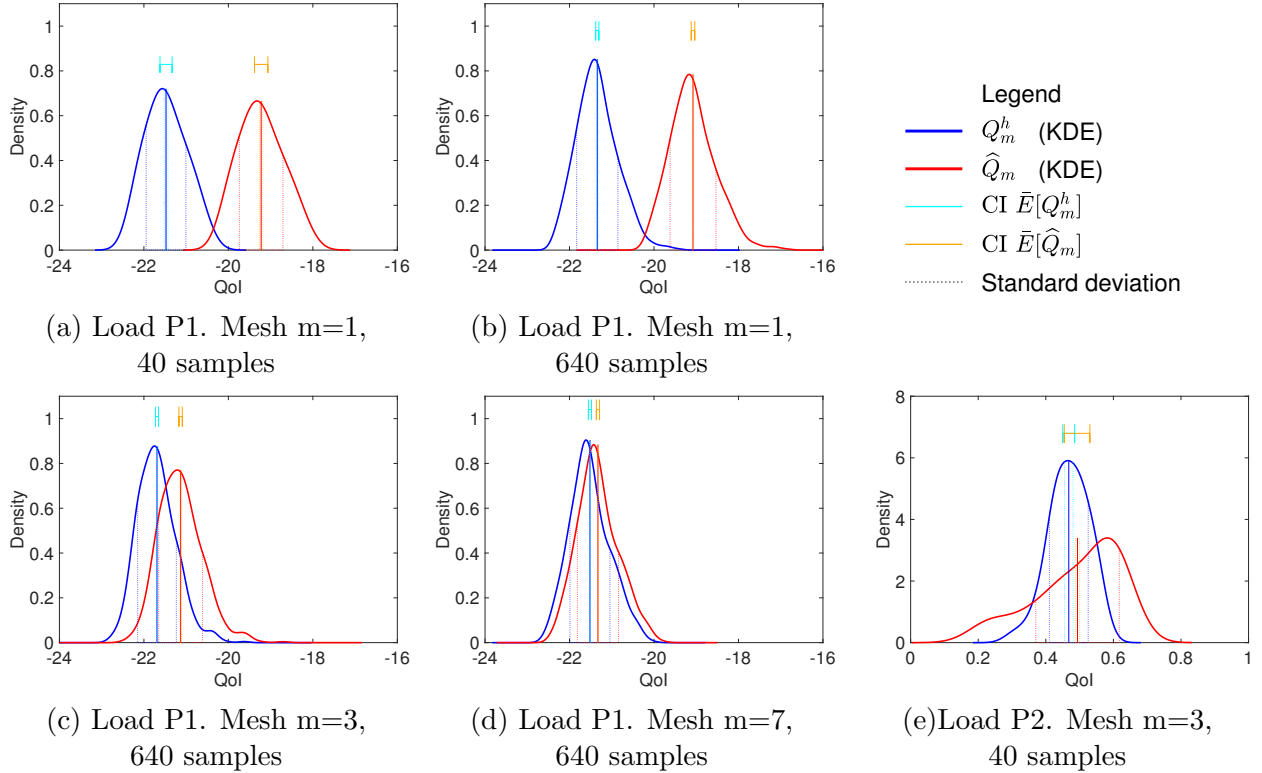 1
0.8
0.6
0.4
0.2
0
Density
-24 -22 -20 -18 -16
QoI
(a) Load P1. Mesh m=1,
40 samples
1
0.8
0.6
0.4
0.2
0
Density
-24 -22 -20 -18 -16
QoI
(b) Load P1. Mesh m=1,
640 samples
Legend
$Q_m^h$ (KDE)
$\widehat{Q}_m$ (KDE)
CI $\bar{E}[Q_m^h]$
CI $\bar{E}[\widehat{Q}_m]$
Standard deviation
1
0.8
0.6
0.4
0.2
0
Density
-24 -22 -20 -18 -16
QoI
(c) Load P1. Mesh m=3,
640 samples
1
0.8
0.6
0.4
0.2
0
Density
-24 -22 -20 -18 -16
QoI
(d) Load P1. Mesh m=7,
640 samples
8
6
4
2
0
Density
0 0.2 0.4 0.6 0.8 1
QoI
(e)Load P2. Mesh m=3,
40 samples